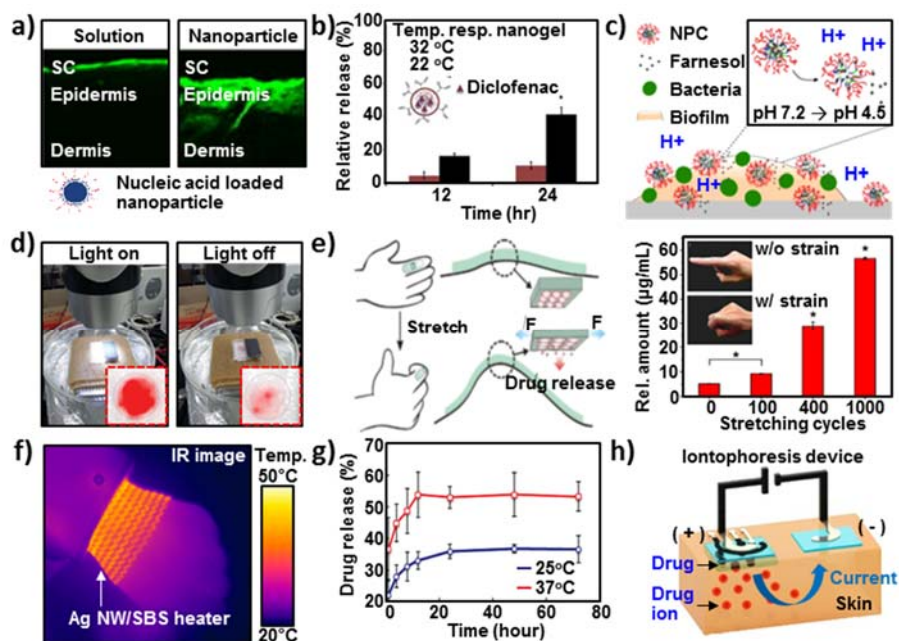 a)
Solution
Nanoparticle
SC
Epidermis
Dermis
SC
Epidermis
Dermis
Nucleic acid loaded
nanoparticle
b)
Relative release (%)
100
80
60
40
20
0
Temp. resp. nanogel
32 °C
22 °C
Diclofenac
*
12
24
Time (hr)
c)
NPC
Farnesol
Bacteria
Biofilm
H+
H+
H+
pH 7.2 → pH 4.5
H+
H+
H+
d)
Light on
Light off
e)
Stretch
F
F
Drug release
Rel. amount (µg/mL)
60
50
40
30
20
10
0
w/o strain
w/ strain
*
*
*
0
100
400
1000
Stretching cycles
f)
IR image
Ag NW/SBS heater
Temp.
50°C
20°C
g)
Drug release (%)
70
60
50
40
30
20
25°C
37°C
0
20
40
60
80
Time (hour)
h)
Iontophoresis device
(+)
(-)
Drug
Drug
ion
Current
Skin